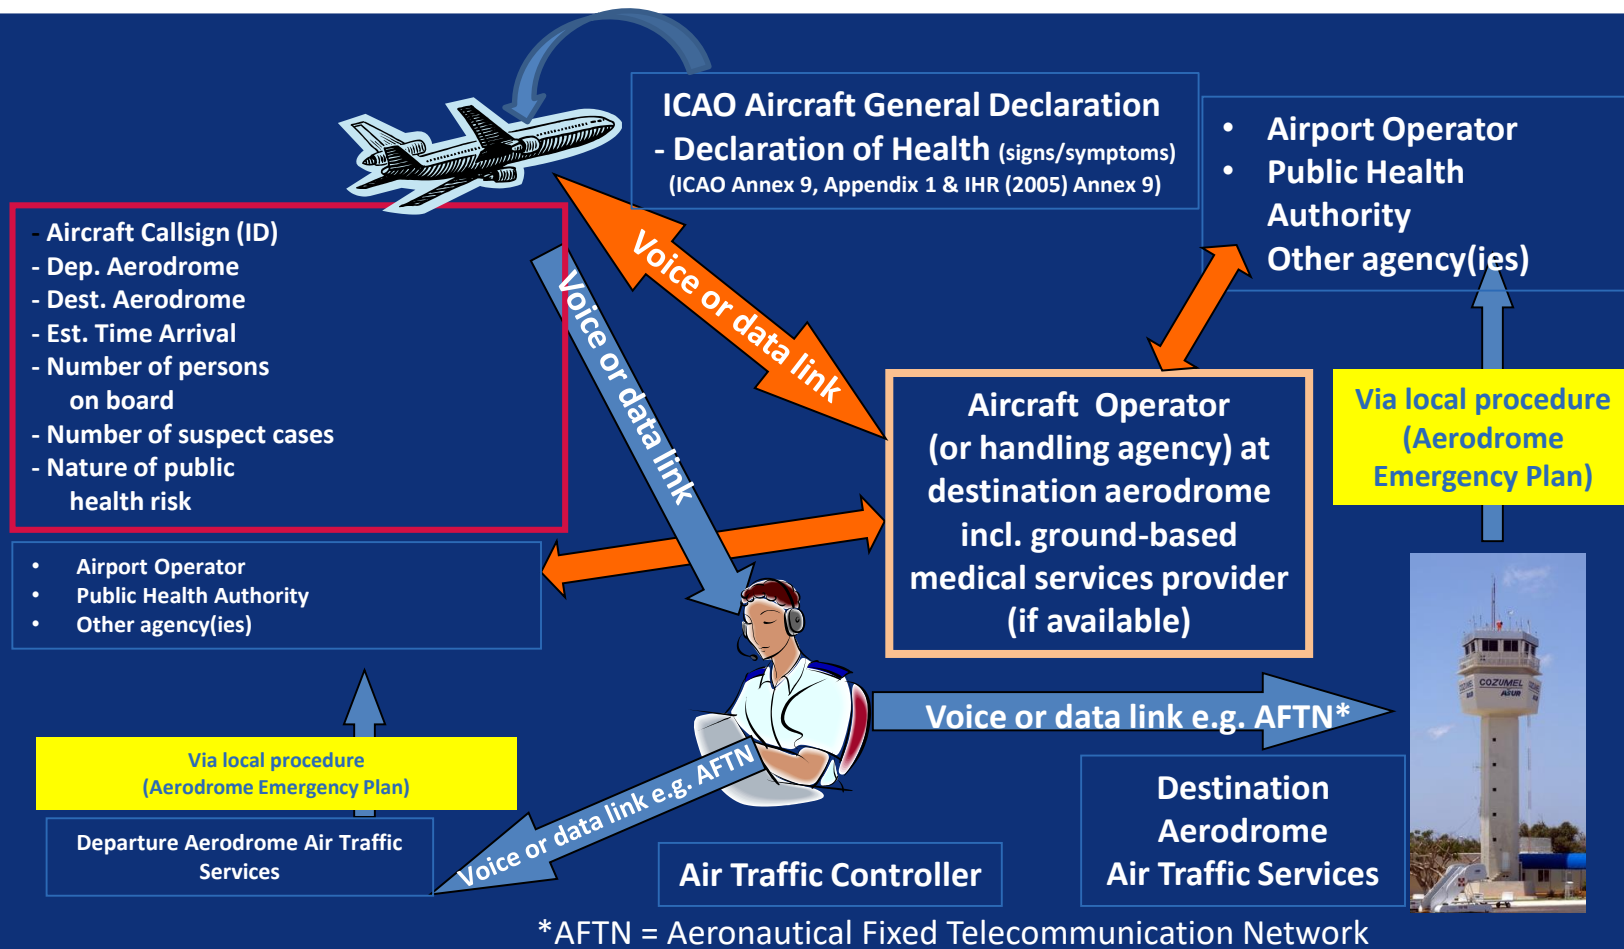 ICAO Aircraft General Declaration
- Declaration of Health (signs/symptoms)
(ICAO Annex 9, Appendix 1 & IHR (2005) Annex 9)
• Airport Operator
• Public Health
Authority
Other agency(ies)
- Aircraft Callsign (ID)
- Dep. Aerodrome
- Dest. Aerodrome
- Est. Time Arrival
- Number of persons
on board
- Number of suspect cases
- Nature of public
health risk
Voice or data link
Voice or data link
Aircraft Operator
(or handling agency) at
destination aerodrome
incl. ground-based
medical services provider
(if available)
Via local procedure
(Aerodrome
Emergency Plan)
• Airport Operator
• Public Health Authority
• Other agency(ies)
COZUMEL
ASUR
Voice or data link e.g. AFTN*
Via local procedure
(Aerodrome Emergency Plan)
Voice or data link e.g. AFTN
Departure Aerodrome Air Traffic
Services
Air Traffic Controller
Destination
Aerodrome
Air Traffic Services
*AFTN = Aeronautical Fixed Telecommunication Network